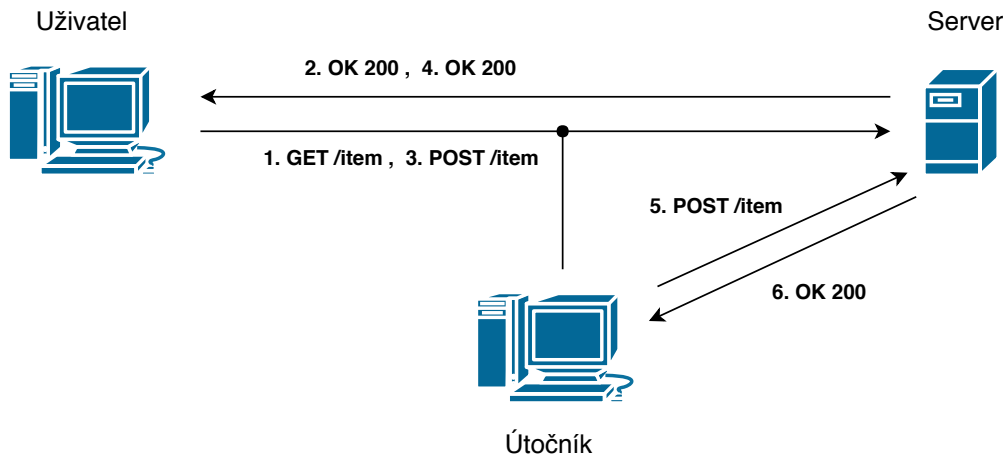 Uživatel
Server
2. OK 200 , 4. OK 200
1. GET /item , 3. POST /item
5. POST /item
6. OK 200
Útočník